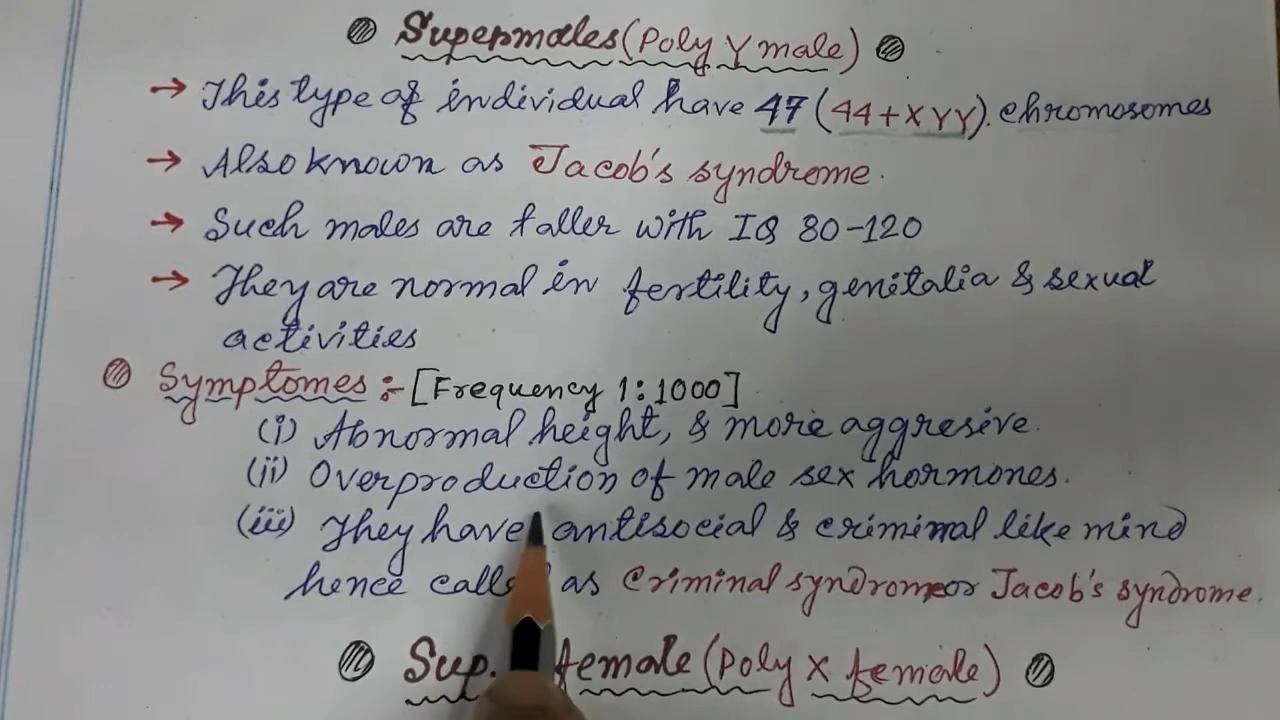 Supermales (Poly Y male)
→ This type of individual have 47 (44+XYY). chromosomes
→ Also known as Jacob's syndrome.
→ Such males are taller with IQ 80-120
→ They are normal in fertility, genitalia & sexual
activities
Symptomes :- [Frequency 1:1000]
(i) Abnormal height, & more aggresive.
(ii) Overproduction of male sex hormones.
(iii) They have antisocial & criminal like mind
hence calle as Criminal syndrome or Jacob's syndrome.
Sup. female (Poly X female)